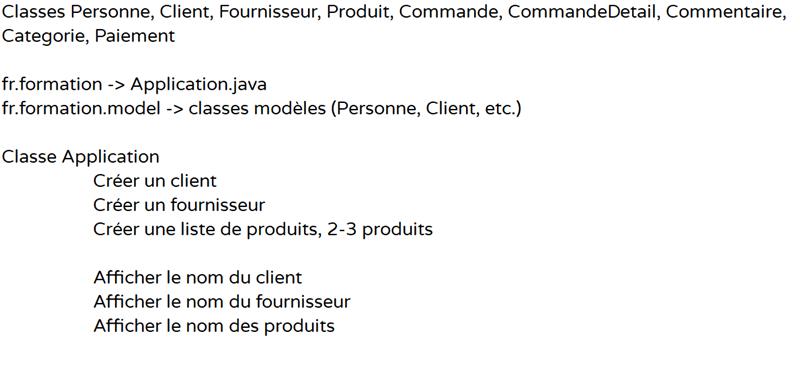 Classes Personne, Client, Fournisseur, Produit, Commande, CommandeDetail, Commentaire,
Categorie, Paiement
fr.formation -> Application.java
fr.formation.model -> classes modèles (Personne, Client, etc.)
Classe Application
Créer un client
Créer un fournisseur
Créer une liste de produits, 2-3 produits
Afficher le nom du client
Afficher le nom du fournisseur
Afficher le nom des produits